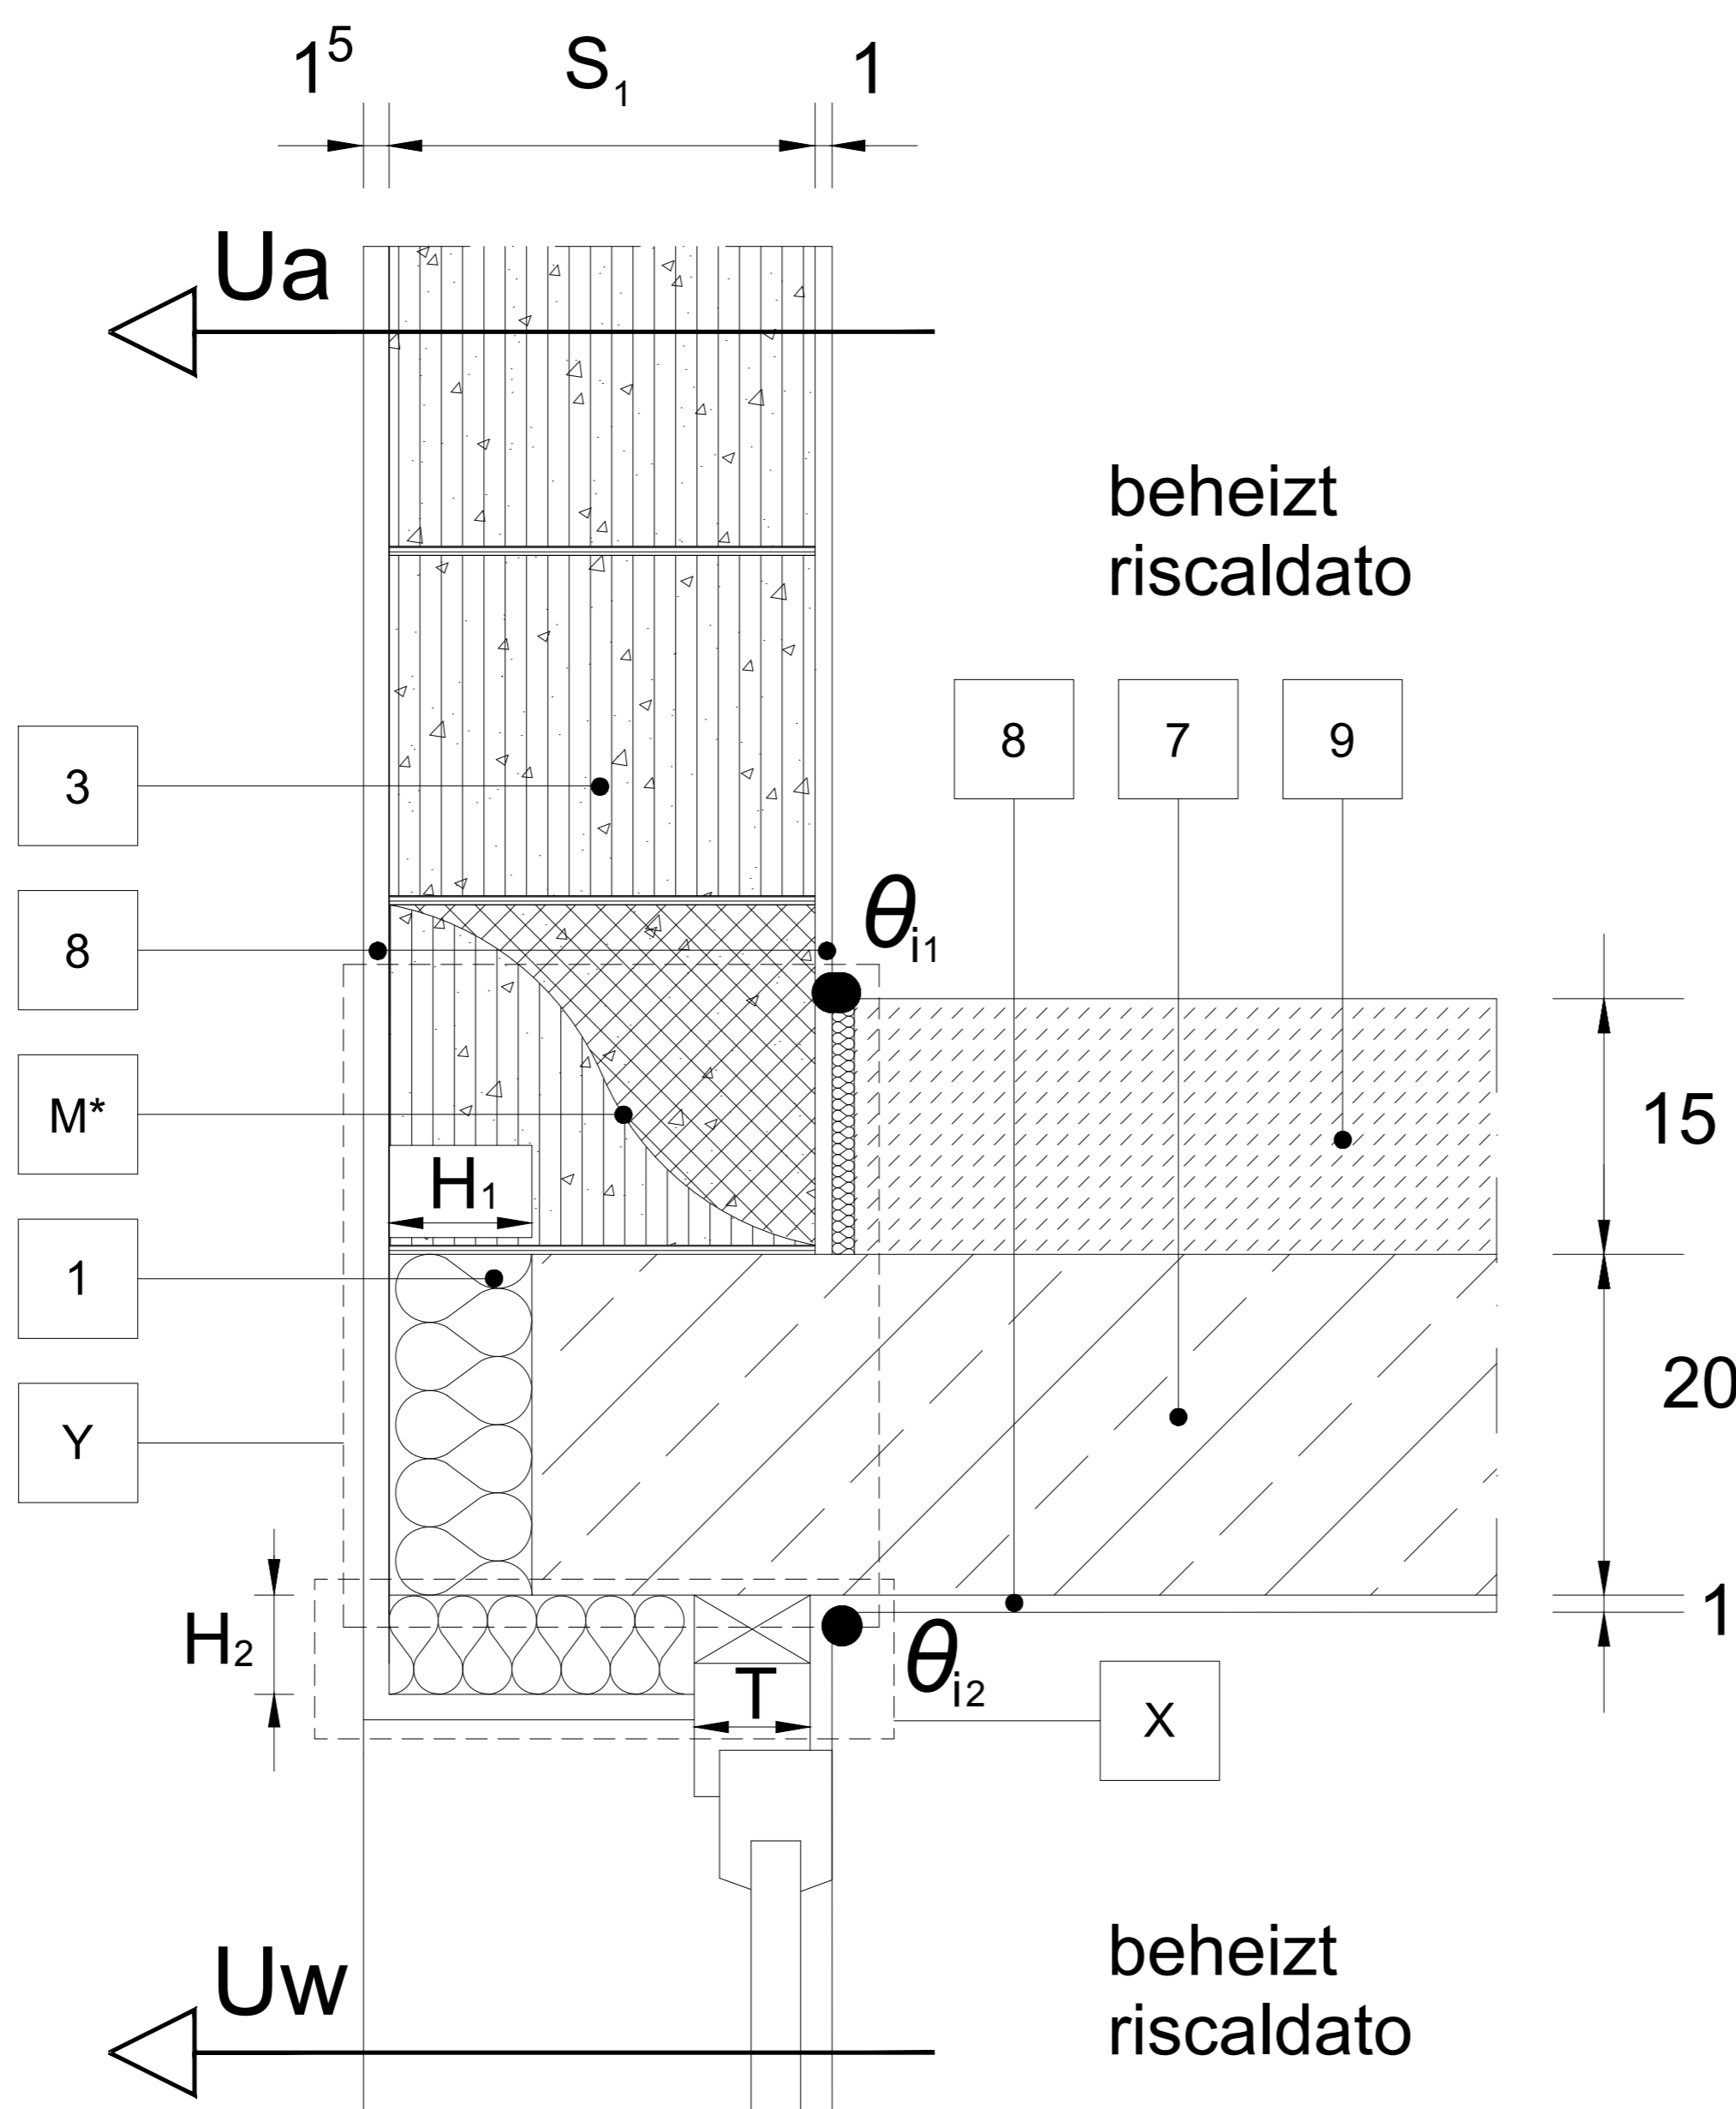 1⁵ S₁ 1
Ua
beheizt
riscaldato
8 7 9
3
θi1
8
M*
15
H₁
1
20
Y
1
H₂
T
θi2
X
Uw
beheizt
riscaldato